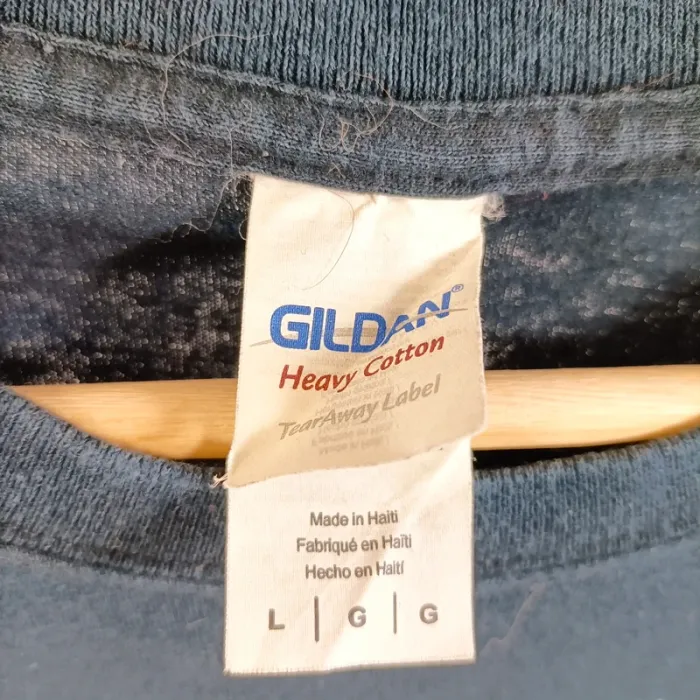 GILDAN®
Heavy Cotton
TearAway Label
Made in Haiti
Fabriqué en Haïti
Hecho en Haití
L | G | G